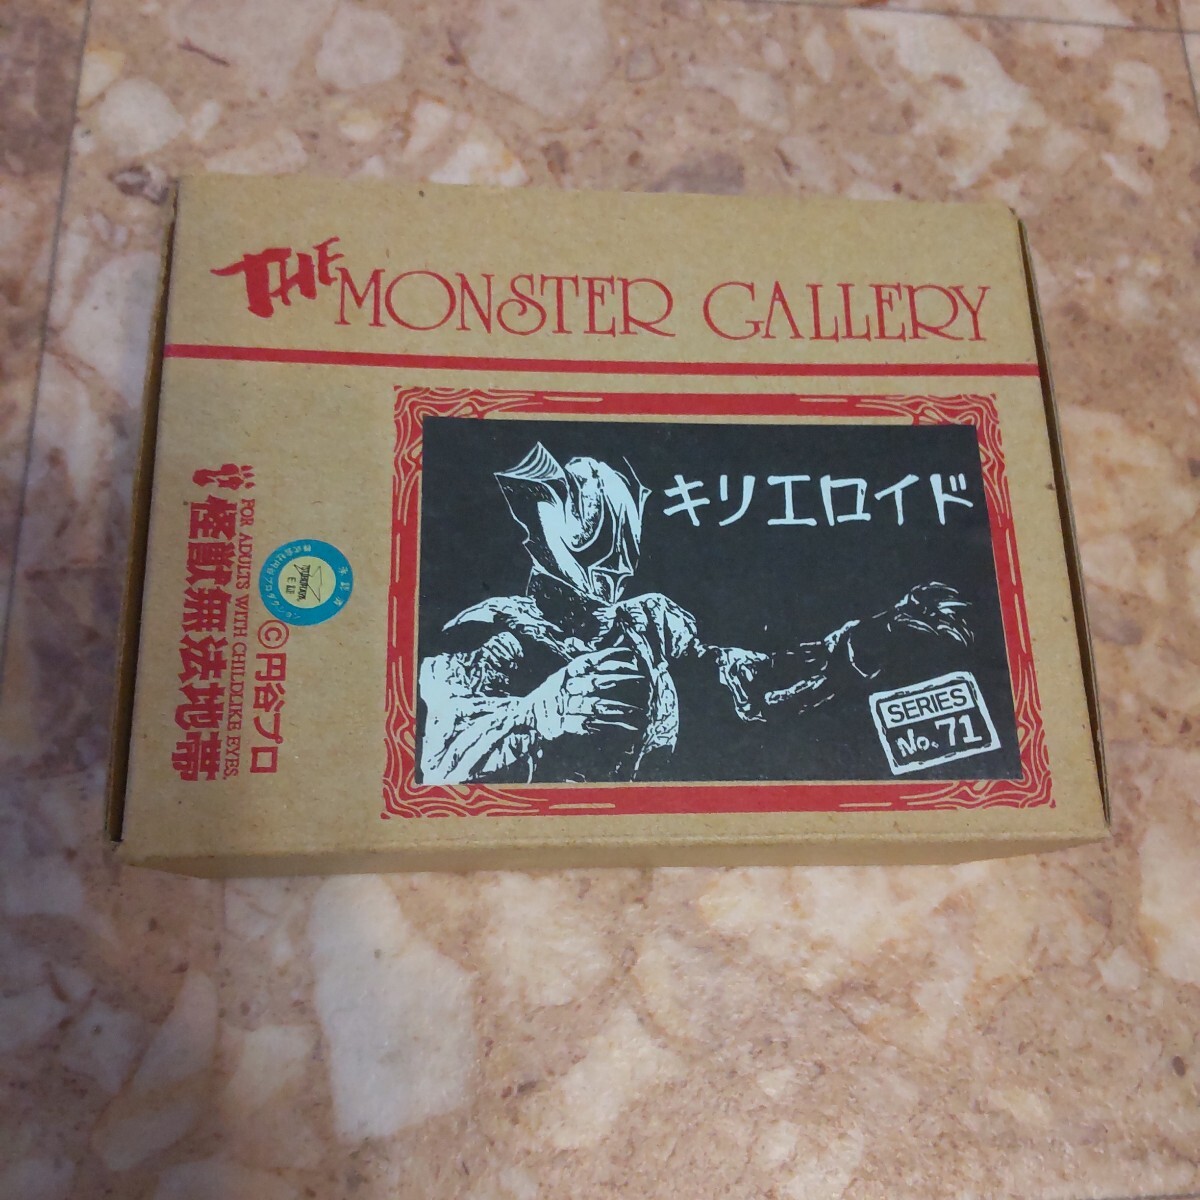 THE MONSTER GALLERY
キリエロイド
SERIES
No. 71
©円谷プロ
FOR ADULTS WITH CHILDLIKE EYES.
怪獣無法地帯